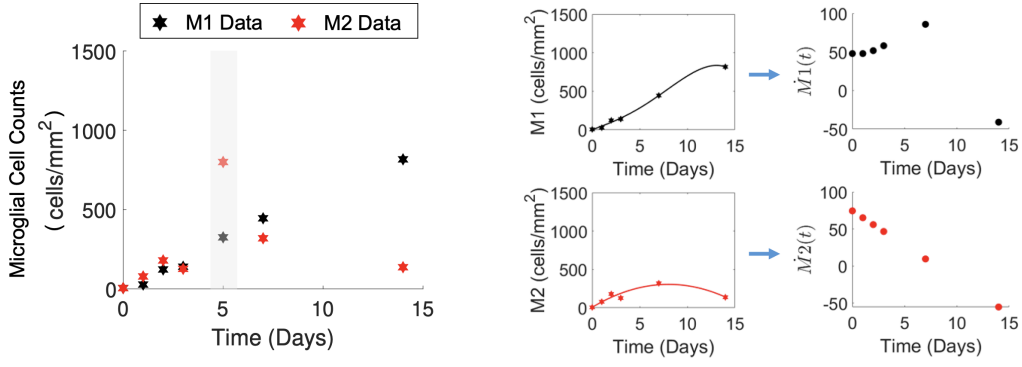 M1 Data M2 Data
Microglial Cell Counts
(cells/mm²)
1500
1000
500
0
0 5 10 15
Time (Days)
M1 (cells/mm²)
1500
1000
500
0
0 5 10 15
Time (Days)
Ṁ1(t)
100
50
0
-50
0 5 10 15
Time (Days)
M2 (cells/mm²)
1500
1000
500
0
0 5 10 15
Time (Days)
Ṁ2(t)
100
50
0
-50
0 5 10 15
Time (Days)